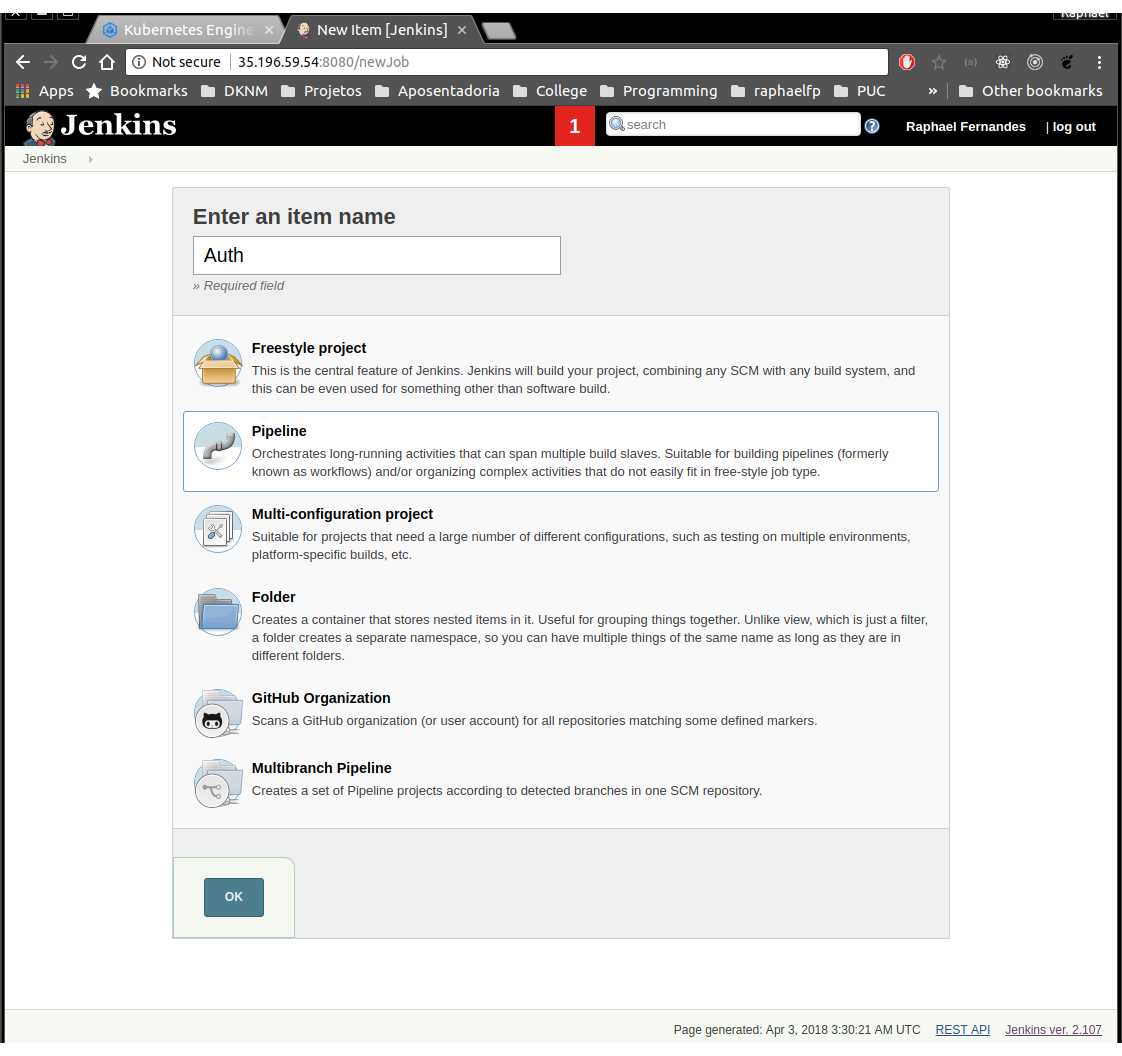 Raphael
Kubernetes Engine
New Item [Jenkins]
Not secure 35.196.59.54:8080/newJob
Apps Bookmarks DKNM Projetos Aposentadoria College Programming raphaelfp PUC » Other bookmarks
Jenkins 1 search Raphael Fernandes | log out
Jenkins
Enter an item name
Auth
» Required field
Freestyle project
This is the central feature of Jenkins. Jenkins will build your project, combining any SCM with any build system, and
this can be even used for something other than software build.
Pipeline
Orchestrates long-running activities that can span multiple build slaves. Suitable for building pipelines (formerly
known as workflows) and/or organizing complex activities that do not easily fit in free-style job type.
Multi-configuration project
Suitable for projects that need a large number of different configurations, such as testing on multiple environments,
platform-specific builds, etc.
Folder
Creates a container that stores nested items in it. Useful for grouping things together. Unlike view, which is just a filter,
a folder creates a separate namespace, so you can have multiple things of the same name as long as they are in
different folders.
GitHub Organization
Scans a GitHub organization (or user account) for all repositories matching some defined markers.
Multibranch Pipeline
Creates a set of Pipeline projects according to detected branches in one SCM repository.
OK
Page generated: Apr 3, 2018 3:30:21 AM UTC REST API Jenkins ver. 2.107